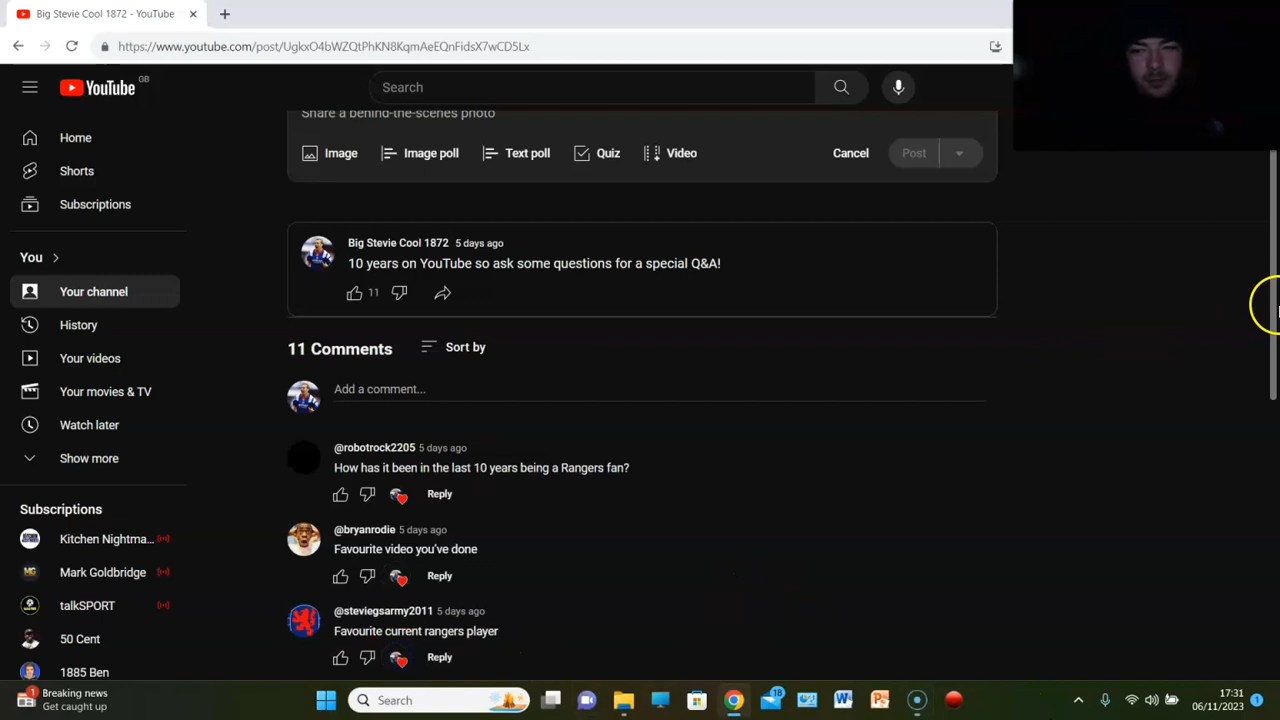 Big Stevie Cool 1872 - YouTube
https://www.youtube.com/post/UgkxO4bWZQtPhKN8KqmAeEQnFidsX7wCD5Lx
YouTube GB
Search
Home
Shorts
Subscriptions
You
Your channel
History
Your videos
Your movies & TV
Watch later
Show more
Subscriptions
Kitchen Nightma...
Mark Goldbridge
talkSPORT
50 Cent
1885 Ben
Share a behind-the-scenes photo
Image Image poll Text poll Quiz Video Cancel Post
Big Stevie Cool 1872 5 days ago
10 years on YouTube so ask some questions for a special Q&A!
11
11 Comments Sort by
Add a comment...
@robotrock2205 5 days ago
How has it been in the last 10 years being a Rangers fan?
Reply
@bryanrodie 5 days ago
Favourite video you've done
Reply
@steviegsarmy2011 5 days ago
Favourite current rangers player
Reply
1
Breaking news
Get caught up
Search
18
17:31
06/11/2023
1